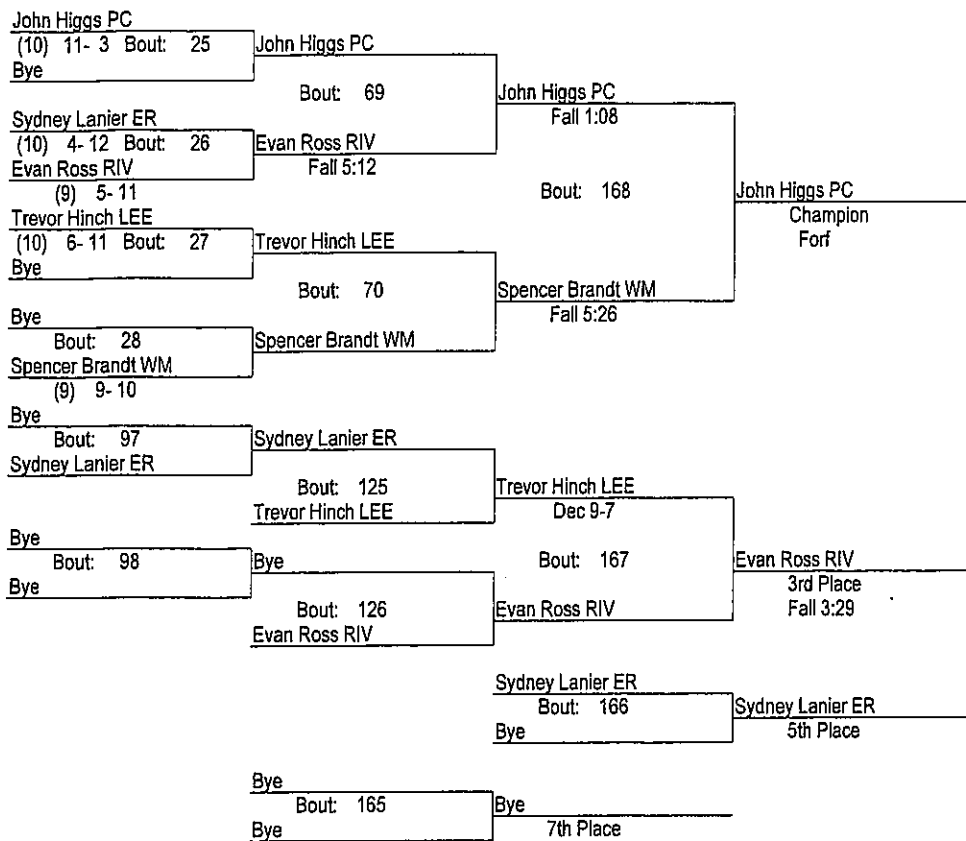 John Higgs PC
(10) 11- 3 Bout: 25
Bye
John Higgs PC
Bout: 69
John Higgs PC
Fall 1:08
Sydney Lanier ER
(10) 4- 12 Bout: 26
Evan Ross RIV
(9) 5- 11
Evan Ross RIV
Fall 5:12
Bout: 168
John Higgs PC
Champion
Forf
Trevor Hinch LEE
(10) 6- 11 Bout: 27
Bye
Trevor Hinch LEE
Bout: 70
Spencer Brandt WM
Fall 5:26
Bye
Bout: 28
Spencer Brandt WM
(9) 9- 10
Spencer Brandt WM
Bye
Bout: 97
Sydney Lanier ER
Sydney Lanier ER
Bout: 125
Trevor Hinch LEE
Trevor Hinch LEE
Dec 9-7
Bye
Bout: 98
Bye
Bye
Bout: 126
Evan Ross RIV
Bout: 167
Evan Ross RIV
Evan Ross RIV
3rd Place
Fall 3:29
Sydney Lanier ER
Bout: 166
Bye
Sydney Lanier ER
5th Place
Bye
Bout: 165
Bye
Bye
7th Place